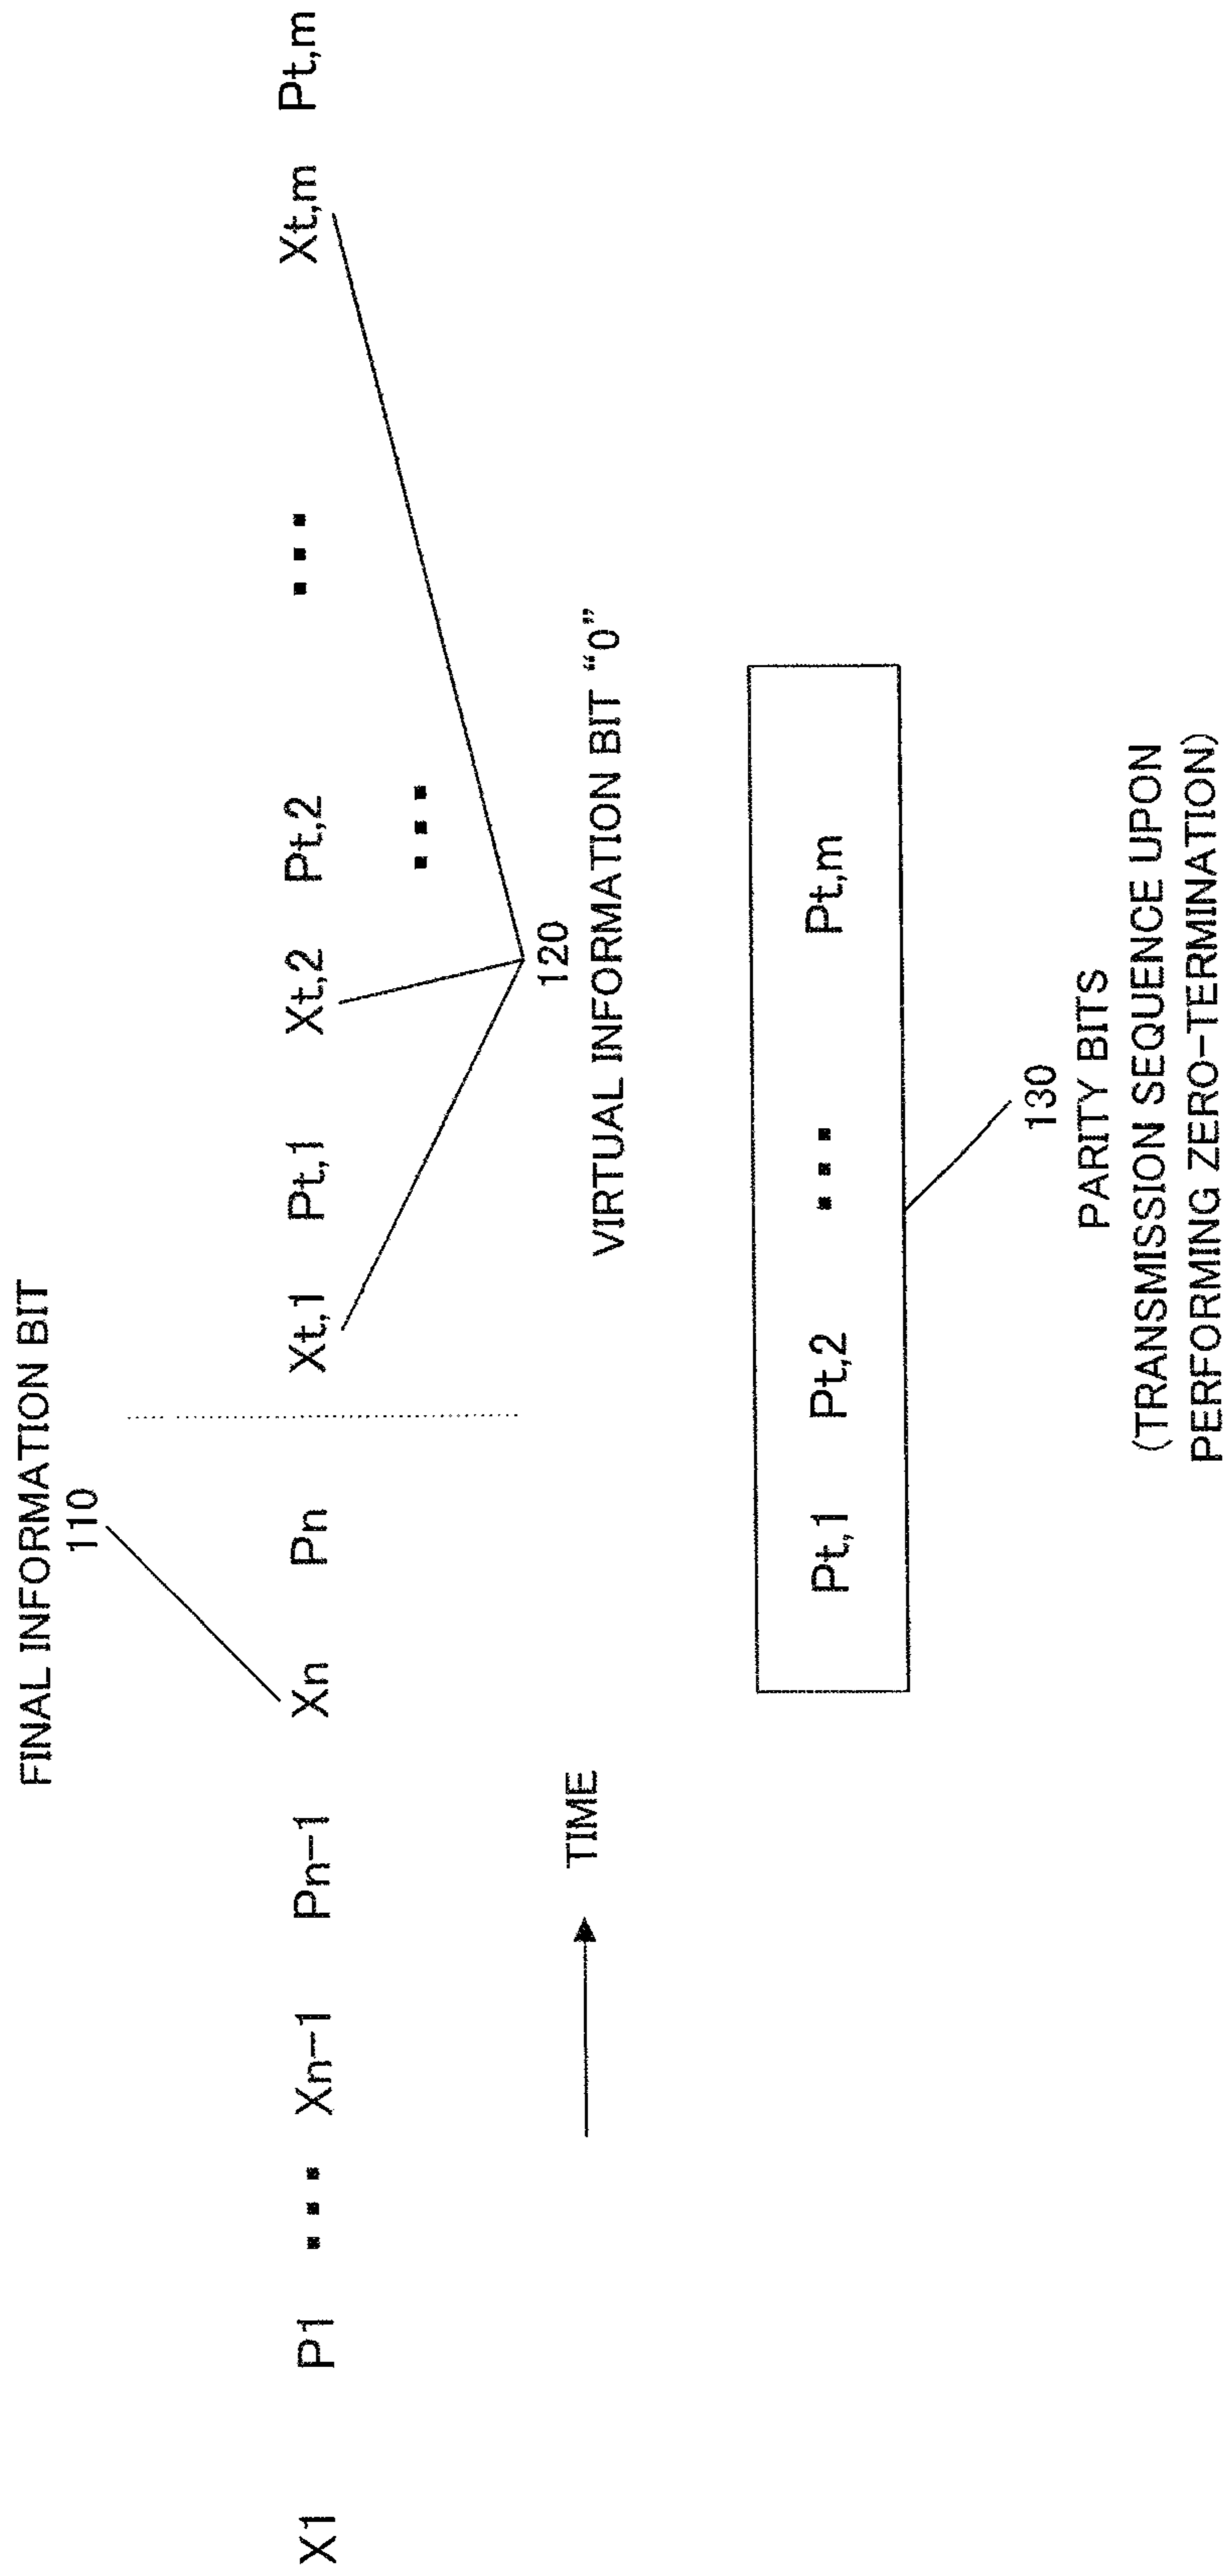 FINAL INFORMATION BIT
110
X1 P1 ... Xn-1 Pn-1 Xn Pn Xt,1 Pt,1 Xt,2 Pt,2 ... Xt,m Pt,m
...
120
TIME
VIRTUAL INFORMATION BIT “0”
Pt,1 Pt,2 ... Pt,m
130
PARITY BITS
(TRANSMISSION SEQUENCE UPON
PERFORMING ZERO-TERMINATION)